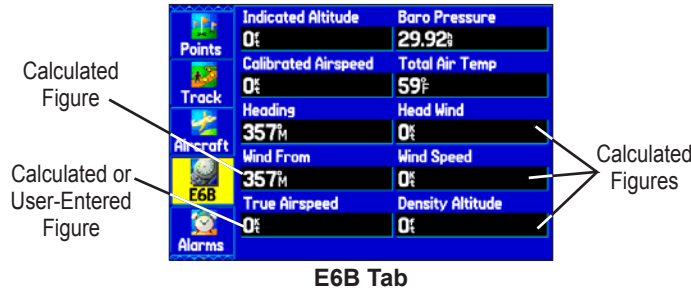 Indicated Altitude Baro Pressure
Points 0ft 29.92
Calibrated Airspeed Total Air Temp
Track 0kt 59°F
Heading Head Wind
Aircraft 357°M 0kt
Wind From Wind Speed
E6B 357°M 0kt
True Airspeed Density Altitude
Alarms 0kt 0ft
Calculated
Figure
Calculated or
User-Entered
Figure
Calculated
Figures
E6B Tab